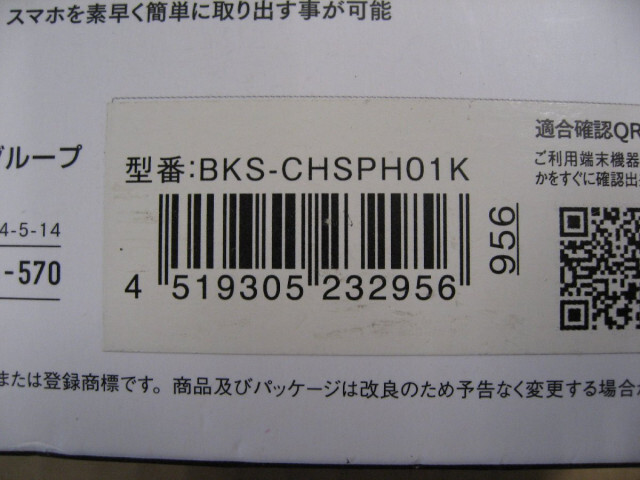 スマホを素早く簡単に取り出す事が可能
適合確認QR
グループ
型番:BKS-CHSPH01K
ご利用端末機器
かをすぐに確認出
4-5-14
-570
956
4 519305 232956
または登録商標です。 商品及びパッケージは改良のため予告なく変更する場合が